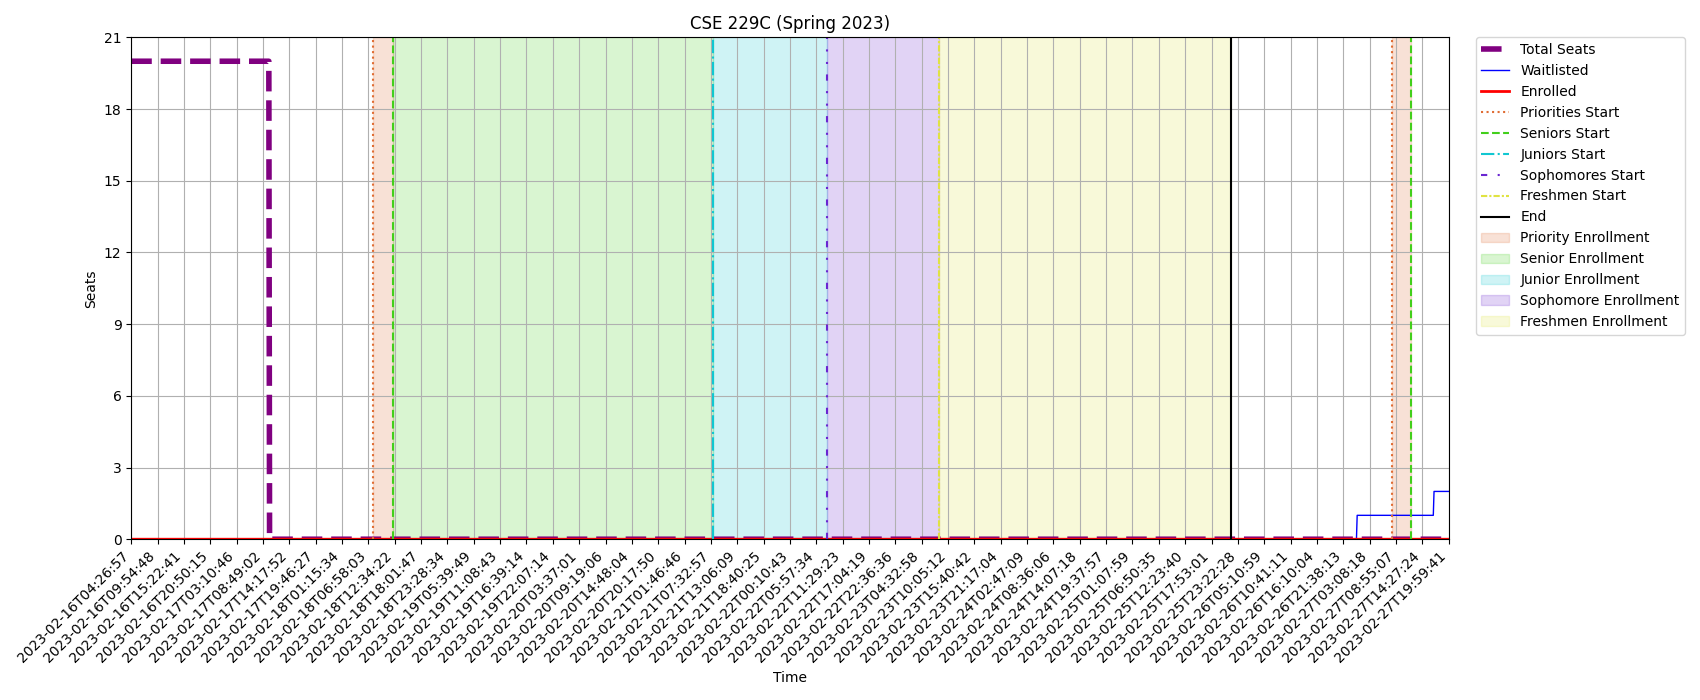 CSE 229C (Spring 2023)
21
18
15
12
9
6
3
0
Seats
2023-02-16T04:26:57
2023-02-16T09:54:48
2023-02-16T15:22:41
2023-02-16T20:50:15
2023-02-17T03:10:46
2023-02-17T08:49:02
2023-02-17T14:17:52
2023-02-17T19:46:27
2023-02-18T01:15:34
2023-02-18T06:58:03
2023-02-18T12:34:22
2023-02-18T18:01:47
2023-02-18T23:28:34
2023-02-19T05:39:49
2023-02-19T11:08:43
2023-02-19T16:39:14
2023-02-19T22:07:14
2023-02-20T03:37:01
2023-02-20T09:19:06
2023-02-20T14:48:04
2023-02-20T20:17:50
2023-02-21T01:46:46
2023-02-21T07:32:57
2023-02-21T13:06:09
2023-02-21T18:40:25
2023-02-22T00:10:43
2023-02-22T05:57:34
2023-02-22T11:29:23
2023-02-22T17:04:19
2023-02-22T22:36:36
2023-02-23T04:32:58
2023-02-23T10:05:12
2023-02-23T15:40:42
2023-02-23T21:17:04
2023-02-24T02:47:09
2023-02-24T08:36:06
2023-02-24T14:07:18
2023-02-24T19:37:57
2023-02-25T01:07:59
2023-02-25T06:50:35
2023-02-25T12:23:40
2023-02-25T17:53:01
2023-02-25T23:22:28
2023-02-26T05:10:59
2023-02-26T10:41:11
2023-02-26T16:10:04
2023-02-26T21:38:13
2023-02-27T03:08:18
2023-02-27T08:55:07
2023-02-27T14:27:24
2023-02-27T19:59:41
Time
Total Seats
Waitlisted
Enrolled
Priorities Start
Seniors Start
Juniors Start
Sophomores Start
Freshmen Start
End
Priority Enrollment
Senior Enrollment
Junior Enrollment
Sophomore Enrollment
Freshmen Enrollment